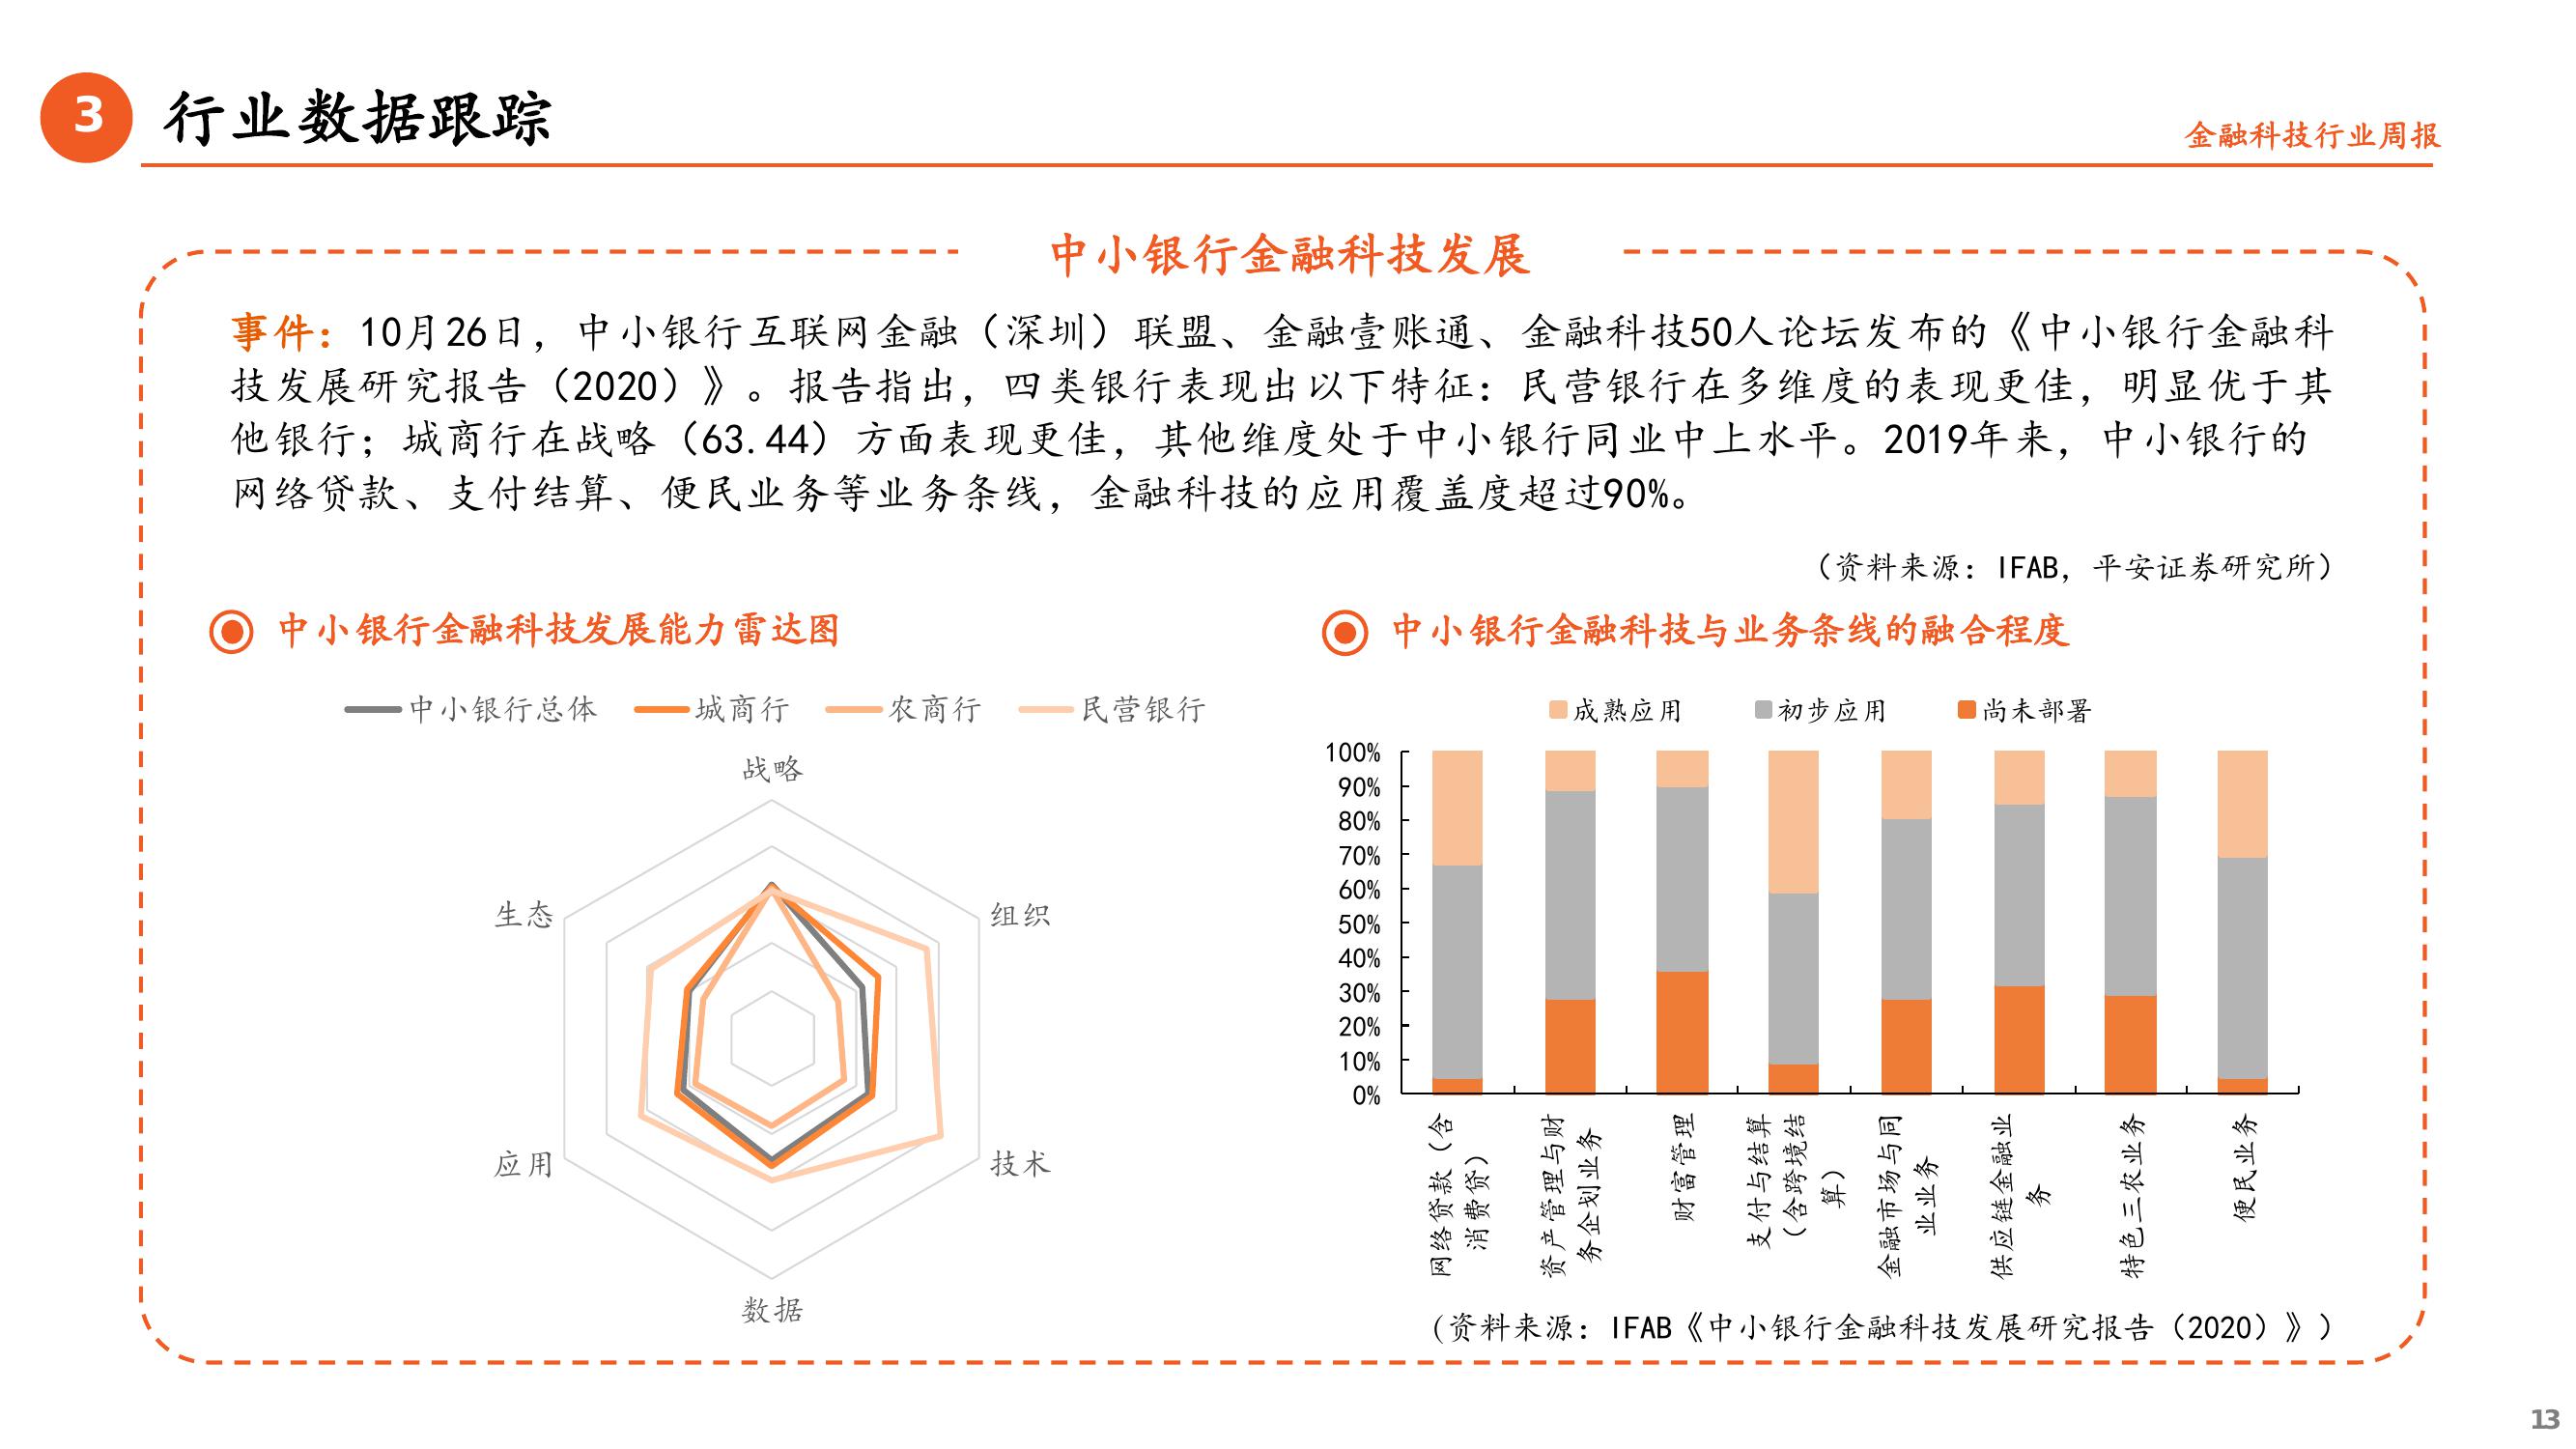 3
行业数据跟踪
金融科技行业周报
中小银行金融科技发展
事件：10月26日，中小银行互联网金融（深圳）联盟、金融壹账通、金融科技50人论坛发布的《中小银行金融科
技发展研究报告（2020）》。报告指出，四类银行表现出以下特征：民营银行在多维度的表现更佳，明显优于其
他银行；城商行在战略（63.44）方面表现更佳，其他维度处于中小银行同业中上水平。2019年来，中小银行的
网络贷款、支付结算、便民业务等业务条线，金融科技的应用覆盖度超过90%。
（资料来源：IFAB，平安证券研究所）
中小银行金融科技发展能力雷达图
中小银行总体 城商行 农商行 民营银行
战略
组织
技术
数据
应用
生态
中小银行金融科技与业务条线的融合程度
成熟应用 初步应用 尚未部署
100%
90%
80%
70%
60%
50%
40%
30%
20%
10%
0%
网络贷款（含
消费贷）
资产管理与财
务企划业务
财富管理
支付与结算
（含跨境结
算）
金融市场与同
业业务
供应链金融业
务
特色三农业务
便民业务
（资料来源：IFAB《中小银行金融科技发展研究报告（2020）》）
13